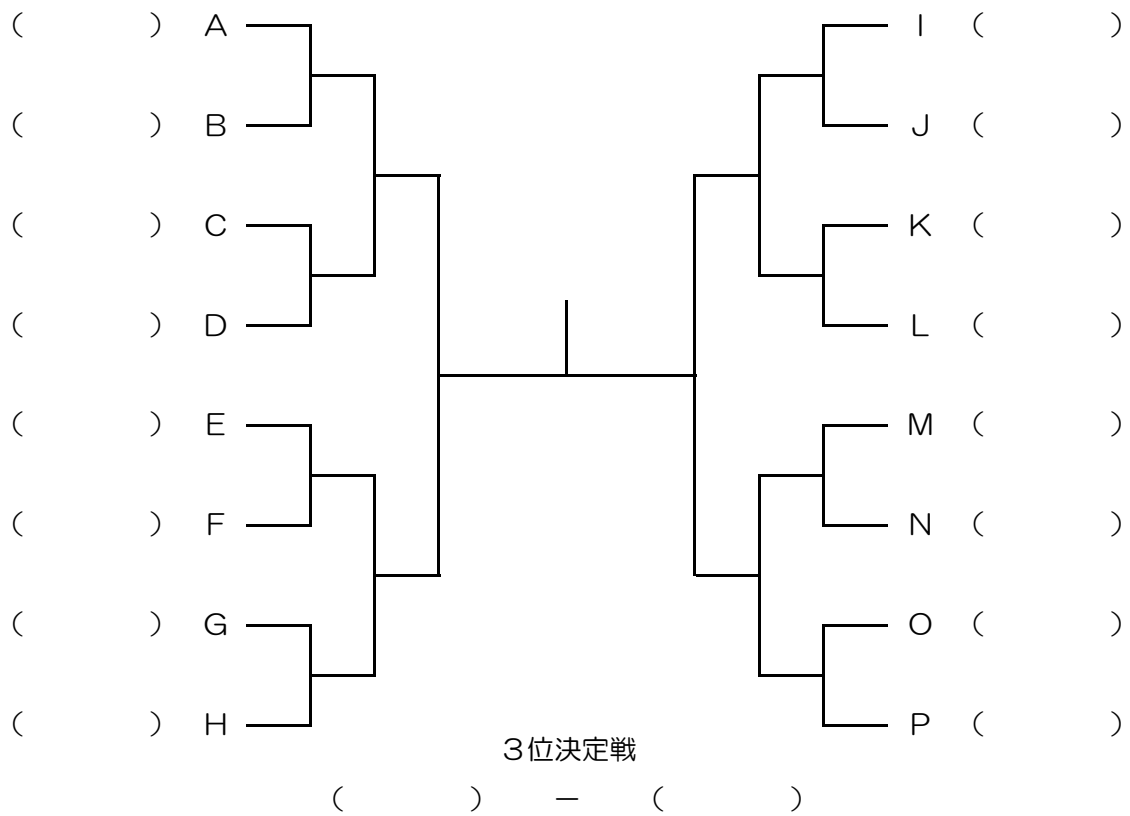 （　　　　） A　　I （　　　　）
（　　　　） B　　J （　　　　）
（　　　　） C　　K （　　　　）
（　　　　） D　　L （　　　　）
（　　　　） E　　M （　　　　）
（　　　　） F　　N （　　　　）
（　　　　） G　　O （　　　　）
（　　　　） H　　P （　　　　）
３位決定戦
（　　　　） － （　　　　）